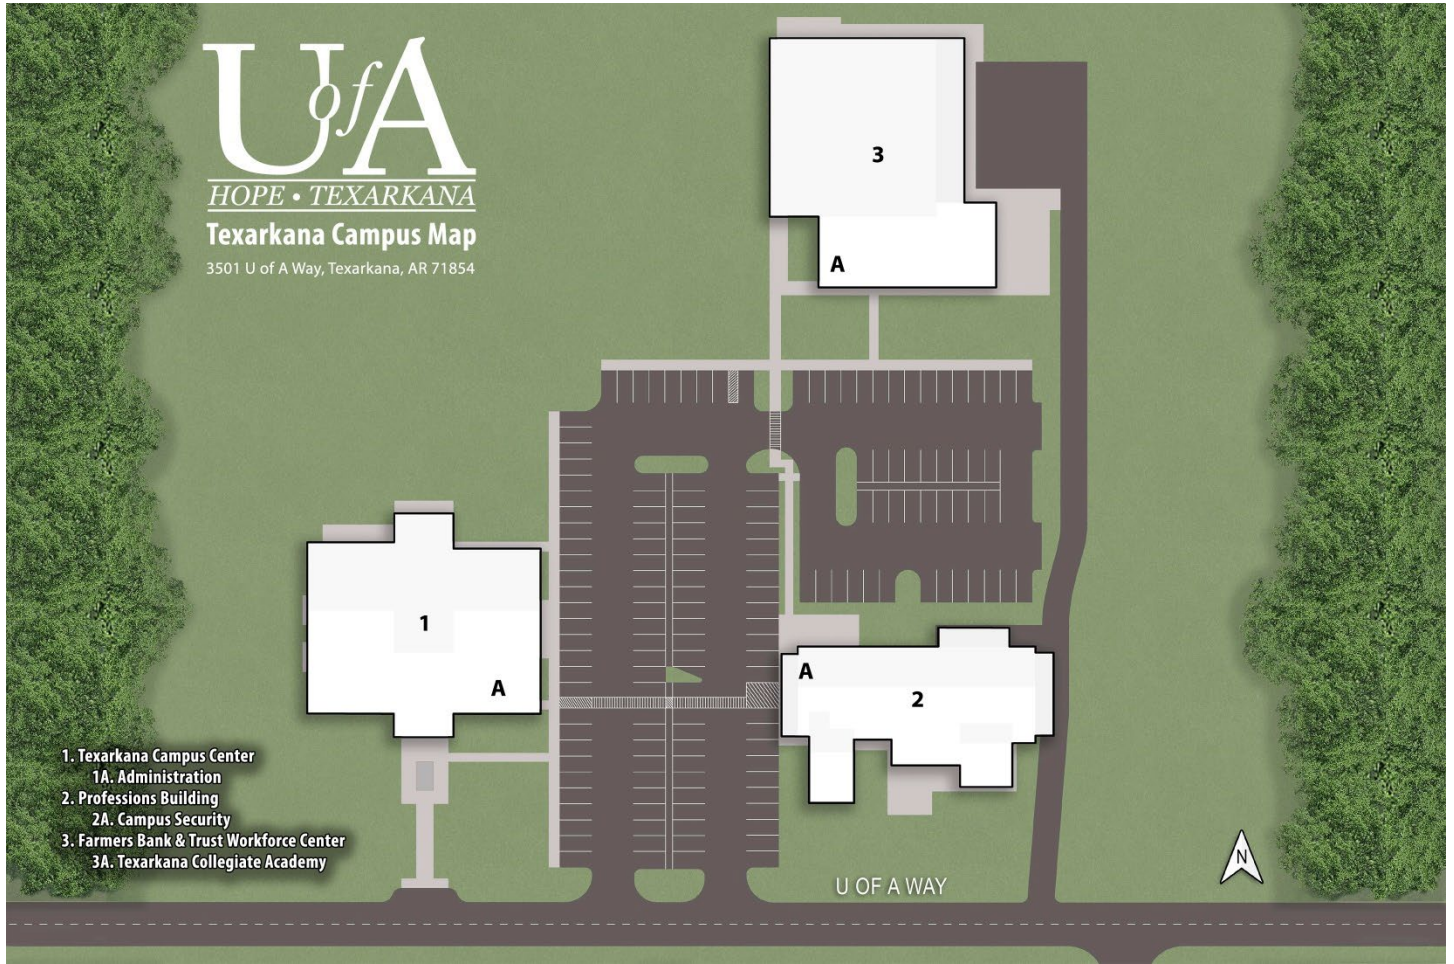 U of A
HOPE • TEXARKANA
Texarkana Campus Map
3501 U of A Way, Texarkana, AR 71854
3
A
1
A
A
2
1. Texarkana Campus Center
1A. Administration
2. Professions Building
2A. Campus Security
3. Farmers Bank & Trust Workforce Center
3A. Texarkana Collegiate Academy
U OF A WAY
N